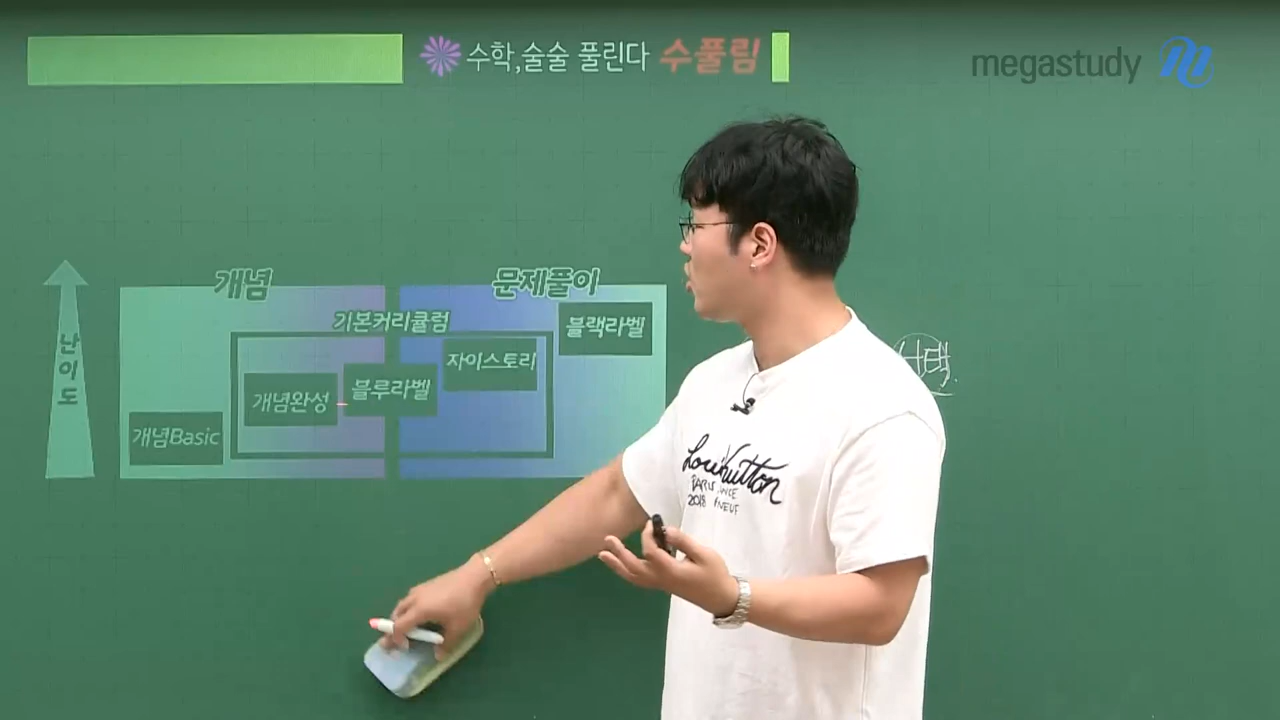 수학,술술 풀린다 수풀림
megastudy
개념
문제풀이
난이도
기본커리큘럼
블랙라벨
자이스토리
블루라벨
개념완성
개념Basic
선택
2018